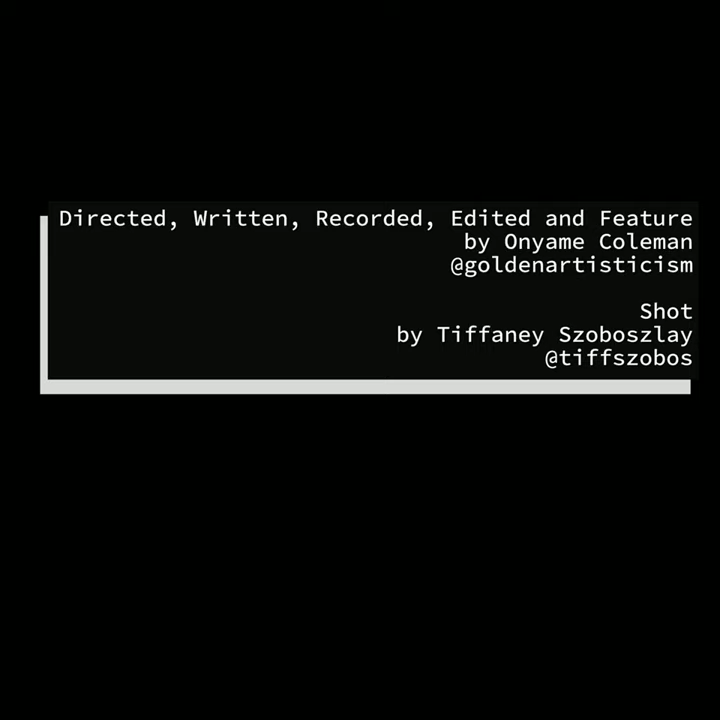 Directed, Written, Recorded, Edited and Feature
by Onyame Coleman
@goldenartisticism
Shot
by Tiffaney Szoboszlay
@tiffszobos